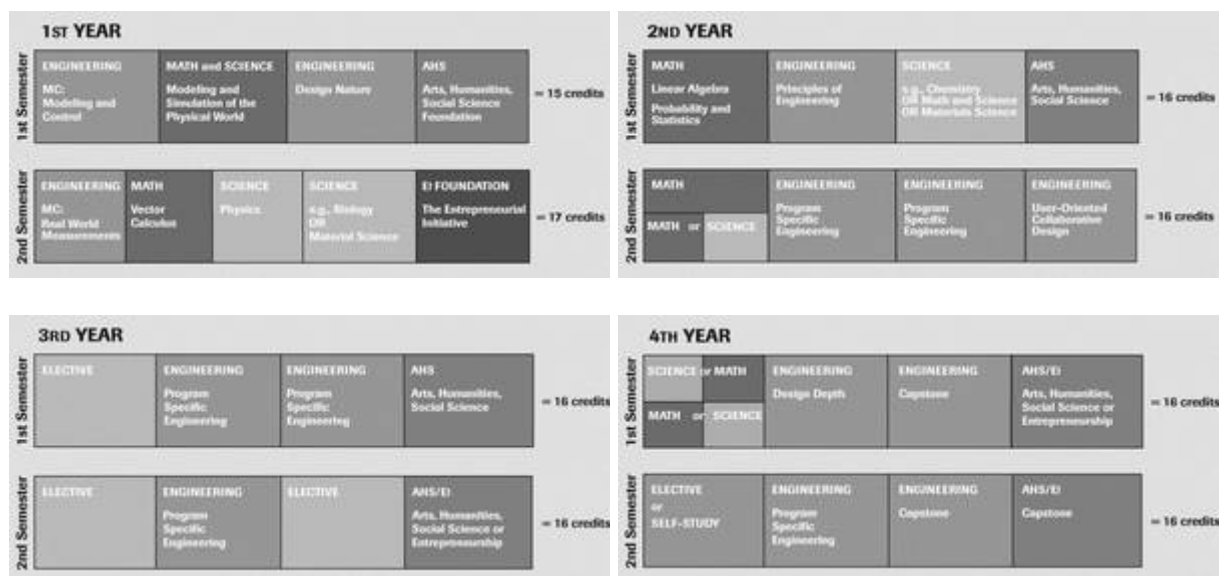 1ST YEAR
1st Semester
ENGINEERING
MC:
Modeling and
Control
MATH and SCIENCE
Modeling and
Simulation of the
Physical World
ENGINEERING
Design Nature
AHS
Arts, Humanities,
Social Science
Foundation
= 15 credits
2nd Semester
ENGINEERING
MC:
Real World
Measurements
MATH
Vector
Calculus
SCIENCE
Physics
SCIENCE
e.g., Biology
OR
Material Science
E! FOUNDATION
The Entrepreneurial
Initiative
= 17 credits
2ND YEAR
1st Semester
MATH
Linear Algebra
Probability and
Statistics
ENGINEERING
Principles of
Engineering
SCIENCE
e.g., Chemistry
OR Math and Science
OR Materials Science
AHS
Arts, Humanities,
Social Science
= 16 credits
2nd Semester
MATH
MATH or SCIENCE
ENGINEERING
Program
Specific
Engineering
ENGINEERING
Program
Specific
Engineering
ENGINEERING
User-Oriented
Collaborative
Design
= 16 credits
3RD YEAR
1st Semester
ELECTIVE
ENGINEERING
Program
Specific
Engineering
ENGINEERING
Program
Specific
Engineering
AHS
Arts, Humanities,
Social Science
= 16 credits
2nd Semester
ELECTIVE
ENGINEERING
Program
Specific
Engineering
ELECTIVE
AHS/E!
Arts, Humanities,
Social Science or
Entrepreneurship
= 16 credits
4TH YEAR
1st Semester
SCIENCE or MATH
MATH or SCIENCE
ENGINEERING
Design Depth
ENGINEERING
Capstone
AHS/E!
Arts, Humanities,
Social Science or
Entrepreneurship
= 16 credits
2nd Semester
ELECTIVE
or
SELF-STUDY
ENGINEERING
Program
Specific
Engineering
ENGINEERING
Capstone
AHS/E!
Capstone
= 16 credits